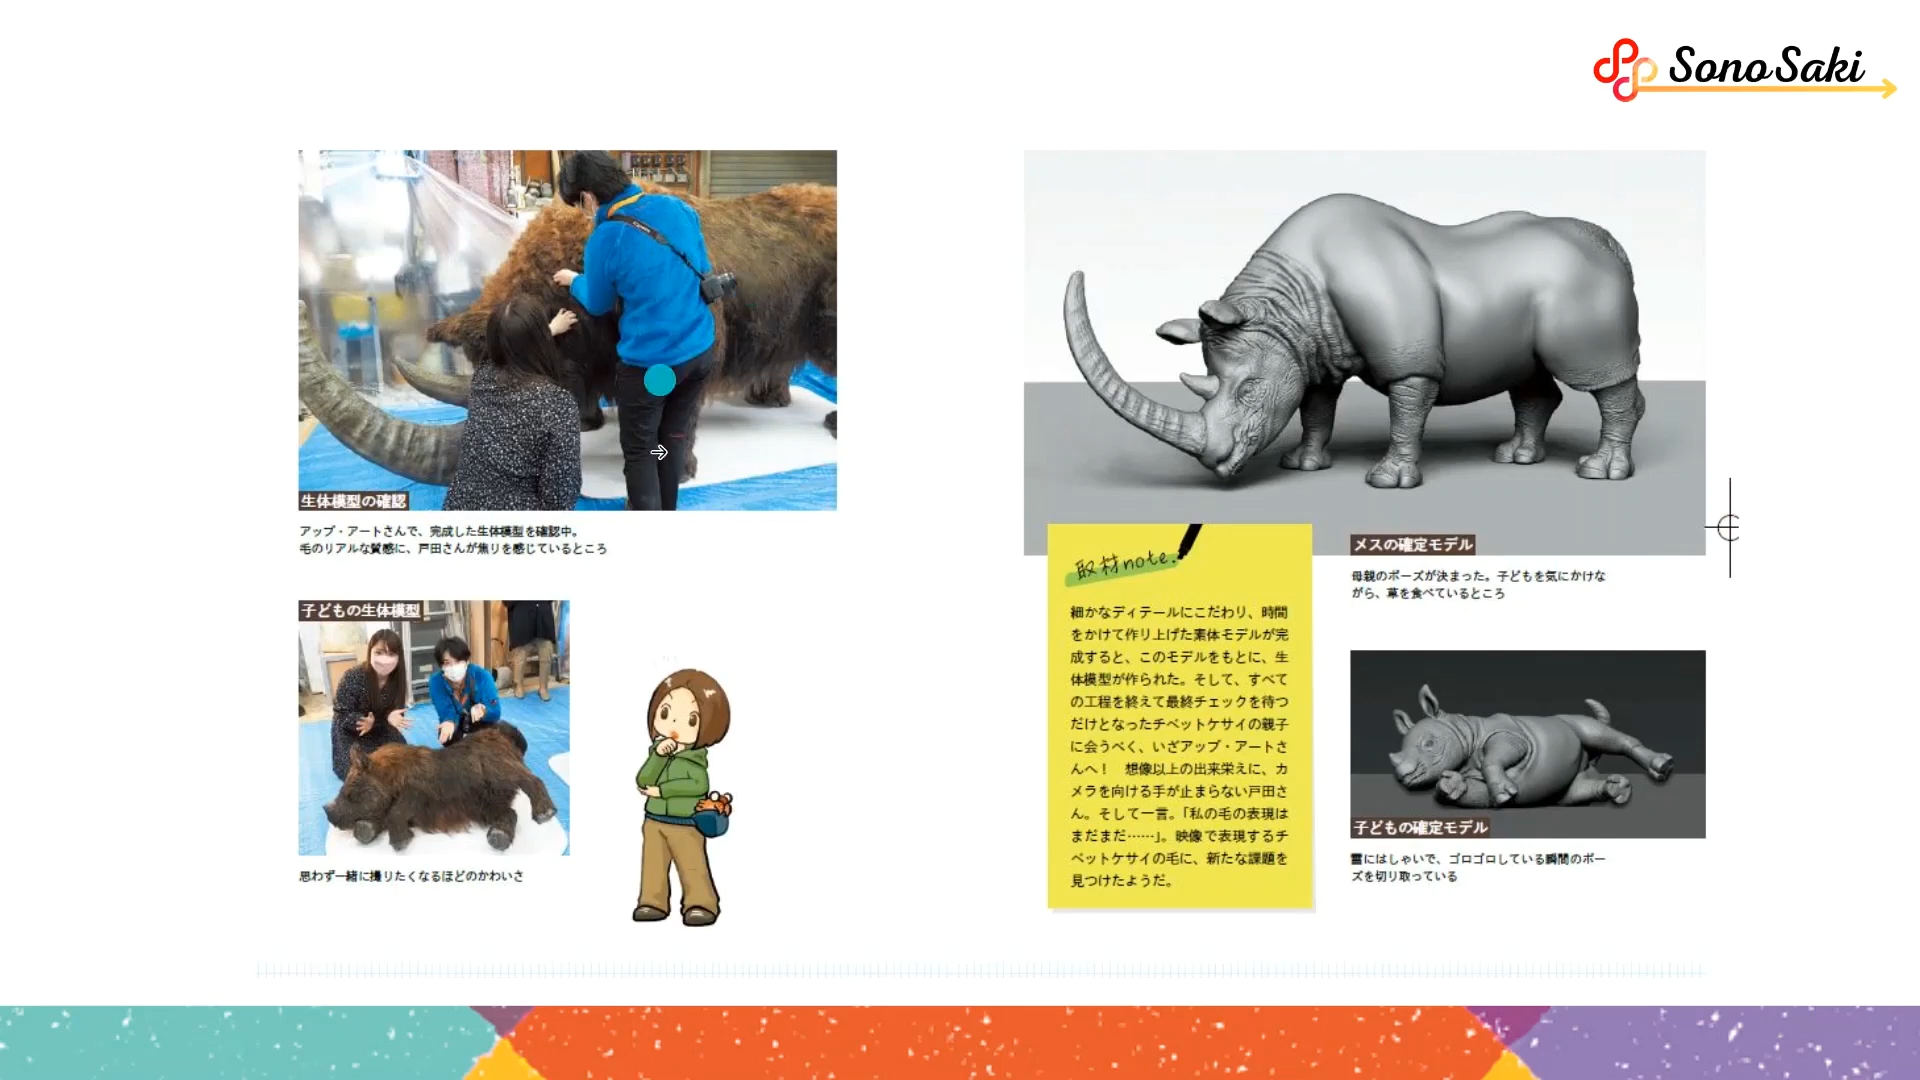 SonoSaki
生体模型の確認
アップ・アートさんで、完成した生体模型を確認中。
毛のリアルな質感に、戸田さんが焦りを感じているところ
子どもの生体模型
思わず一緒に撮りたくなるほどのかわいさ
取材note.
細かなディテールにこだわり、時間
をかけて作り上げた素体モデルが完
成すると、このモデルをもとに、生
体模型が作られた。そして、すべて
の工程を終えて最終チェックを待つ
だけとなったチベットケサイの親子
に会うべく、いざアップ・アートさ
んへ！　想像以上の出来栄えに、カ
メラを向ける手が止まらない戸田さ
ん。そして一言。「私の毛の表現は
まだまだ……」。映像で表現するチ
ベットケサイの毛に、新たな課題を
見つけたようだ。
メスの確定モデル
母親のポーズが決まった。子どもを気にかけな
がら、草を食べているところ
子どもの確定モデル
雪にはしゃいで、ゴロゴロしている瞬間のポー
ズを切り取っている